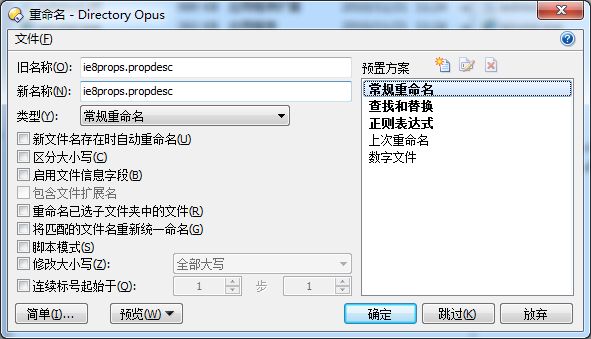 重命名 - Directory Opus
文件(F)
旧名称(O): ie8props.propdesc
新名称(N): ie8props.propdesc
类型(Y): 常规重命名
新文件名存在时自动重命名(U)
区分大小写(C)
启用文件信息字段(B)
包含文件扩展名
重命名已选子文件夹中的文件(R)
将匹配的文件名重新统一命名(G)
脚本模式(S)
修改大小写(Z): 全部大写
连续标号起始于(Q): 1 步 1
预置方案
常规重命名
查找和替换
正则表达式
上次重命名
数字文件
简单(I)... 预览(W) 确定 跳过(K) 放弃